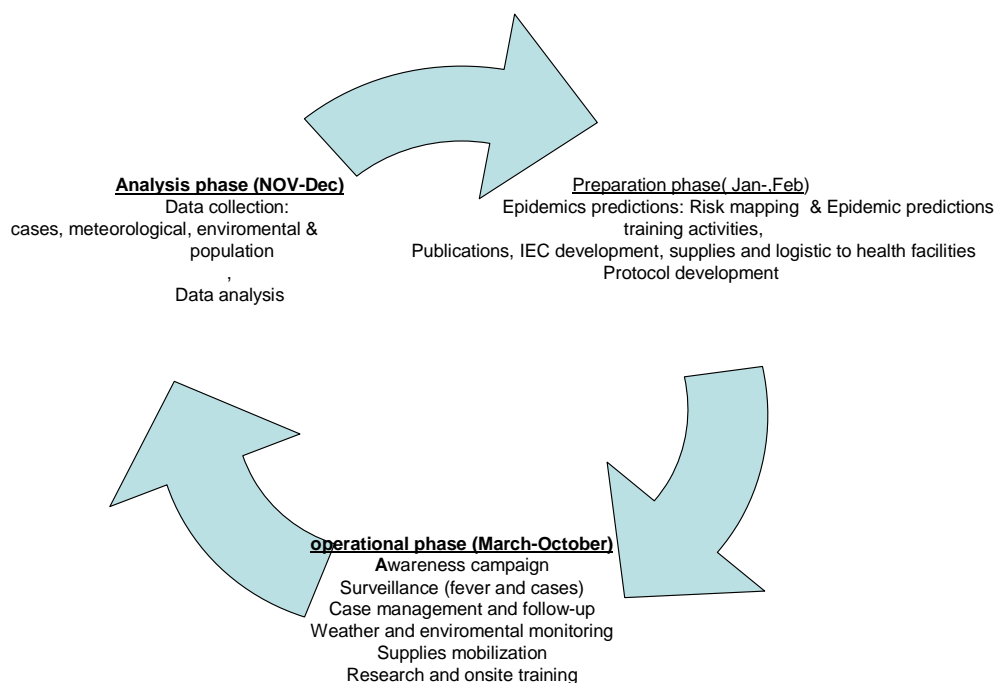 Analysis phase (NOV-Dec)
Data collection:
cases, meteorological, enviromental &
population
,
Data analysis
Preparation phase( Jan-,Feb)
Epidemics predictions: Risk mapping & Epidemic predictions
training activities,
Publications, IEC development, supplies and logistic to health facilities
Protocol development
operational phase (March-October)
Awareness campaign
Surveillance (fever and cases)
Case management and follow-up
Weather and enviromental monitoring
Supplies mobilization
Research and onsite training